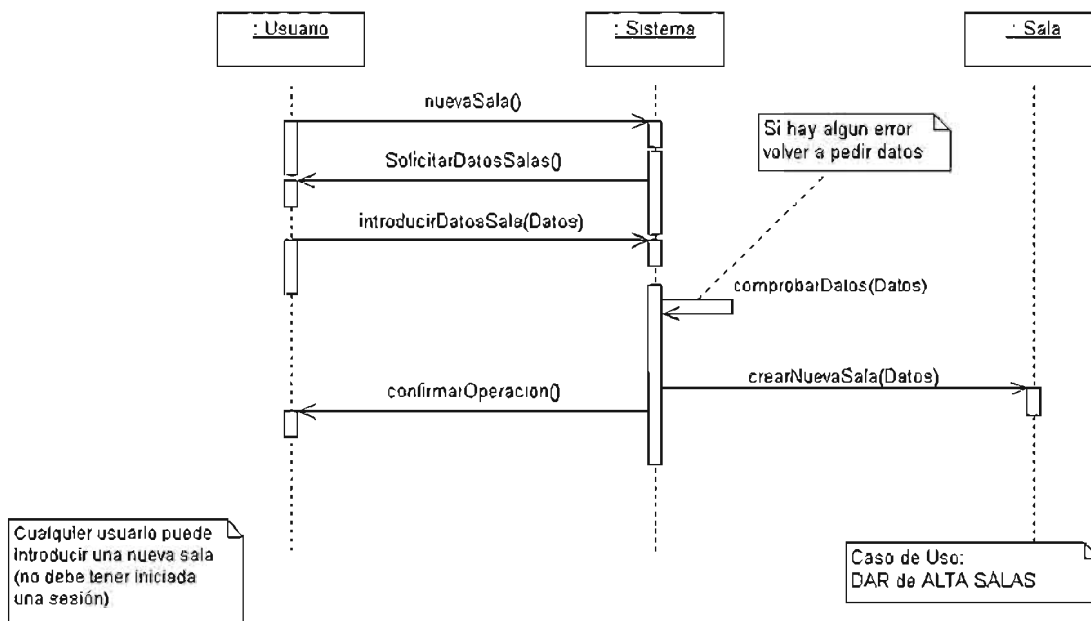 : Usuario
: Sistema
: Sala
nuevaSala()
Si hay algun error
volver a pedir datos
SolicitarDatosSalas()
introducirDatosSala(Datos)
comprobarDatos(Datos)
crearNuevaSala(Datos)
confirmarOperacion()
Cualquier usuario puede
introducir una nueva sala
(no debe tener iniciada
una sesión)
Caso de Uso:
DAR de ALTA SALAS